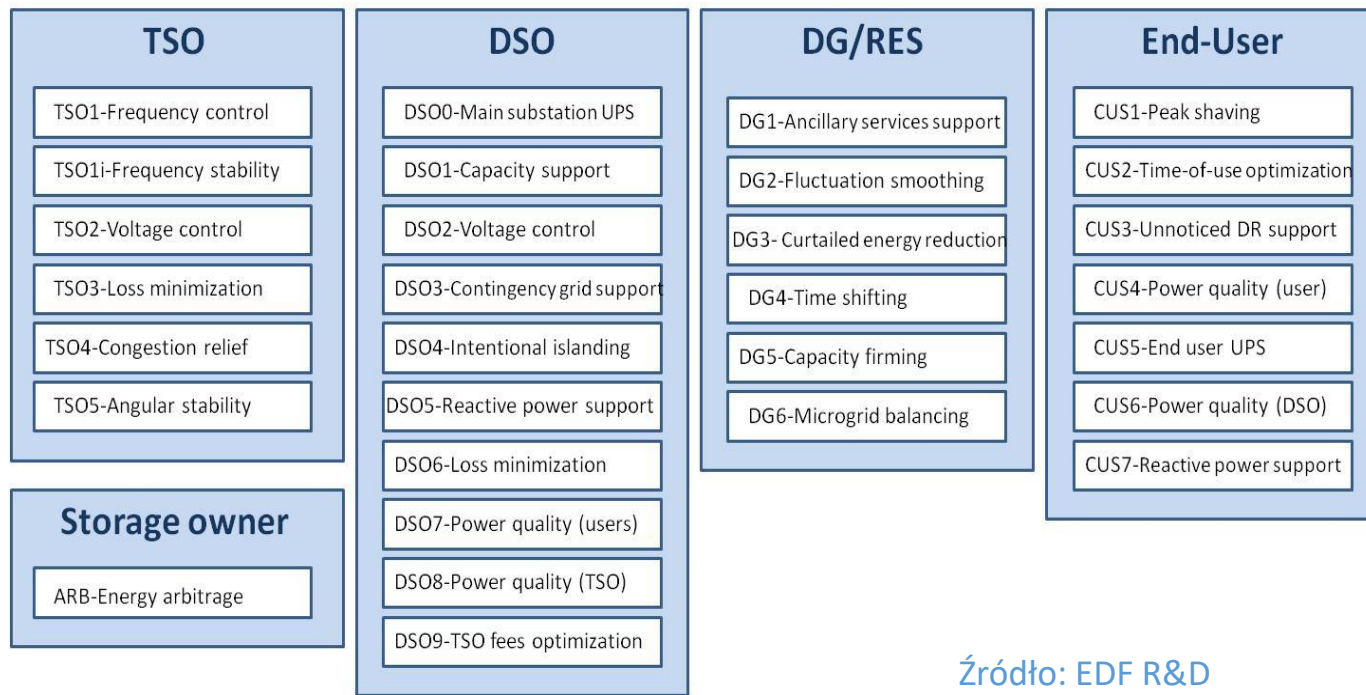 TSO
TSO1-Frequency control
TSO1i-Frequency stability
TSO2-Voltage control
TSO3-Loss minimization
TSO4-Congestion relief
TSO5-Angular stability
Storage owner
ARB-Energy arbitrage
DSO
DSO0-Main substation UPS
DSO1-Capacity support
DSO2-Voltage control
DSO3-Contingency grid support
DSO4-Intentional islanding
DSO5-Reactive power support
DSO6-Loss minimization
DSO7-Power quality (users)
DSO8-Power quality (TSO)
DSO9-TSO fees optimization
DG/RES
DG1-Ancillary services support
DG2-Fluctuation smoothing
DG3- Curtailed energy reduction
DG4-Time shifting
DG5-Capacity firming
DG6-Microgrid balancing
End-User
CUS1-Peak shaving
CUS2-Time-of-use optimization
CUS3-Unnoticed DR support
CUS4-Power quality (user)
CUS5-End user UPS
CUS6-Power quality (DSO)
CUS7-Reactive power support
Źródło: EDF R&D